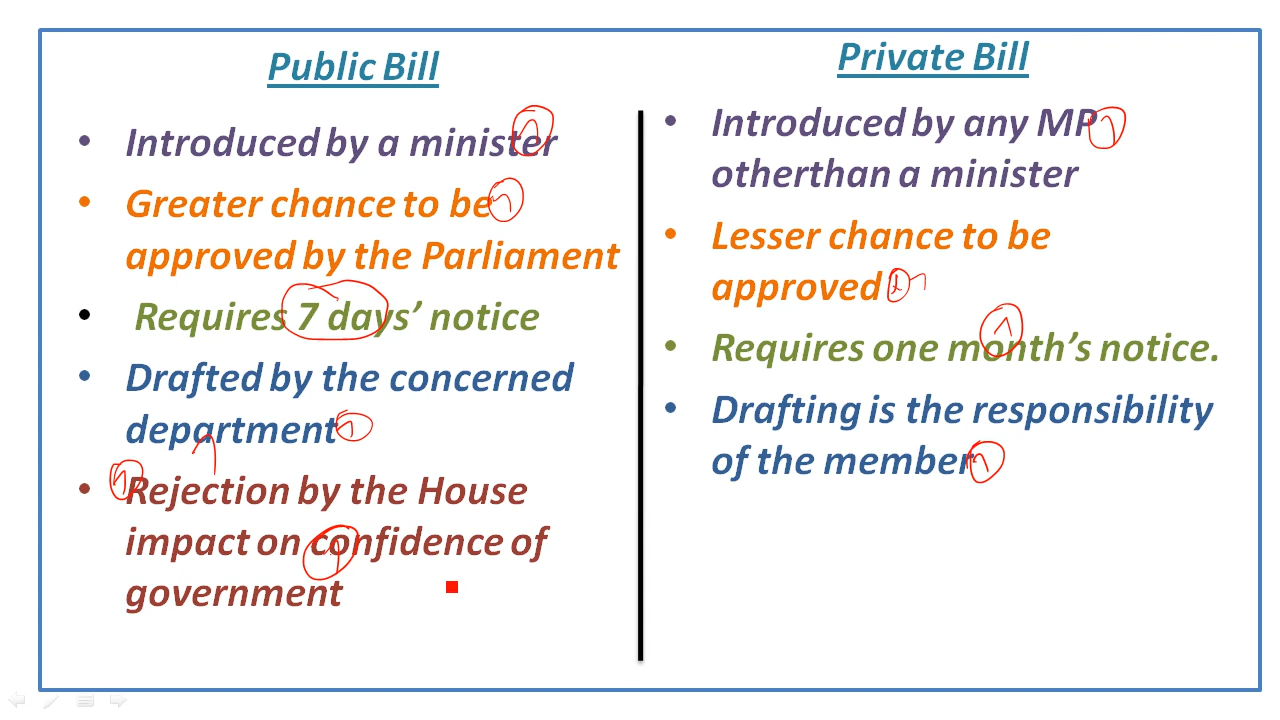 Public Bill
• Introduced by a minister
• Greater chance to be
approved by the Parliament
• Requires 7 days’ notice
• Drafted by the concerned
department
• Rejection by the House
impact on confidence of
government
Private Bill
• Introduced by any MP
otherthan a minister
• Lesser chance to be
approved
• Requires one month’s notice.
• Drafting is the responsibility
of the member